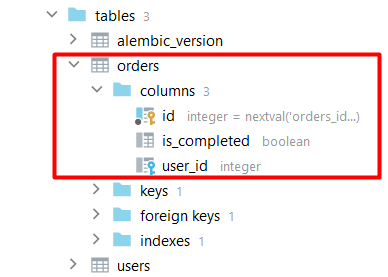 tables 5
alembic_version
orders
columns 3
id integer = nextval('orders_id...)
is_completed boolean
user_id integer
keys 1
foreign keys 1
indexes 1
users